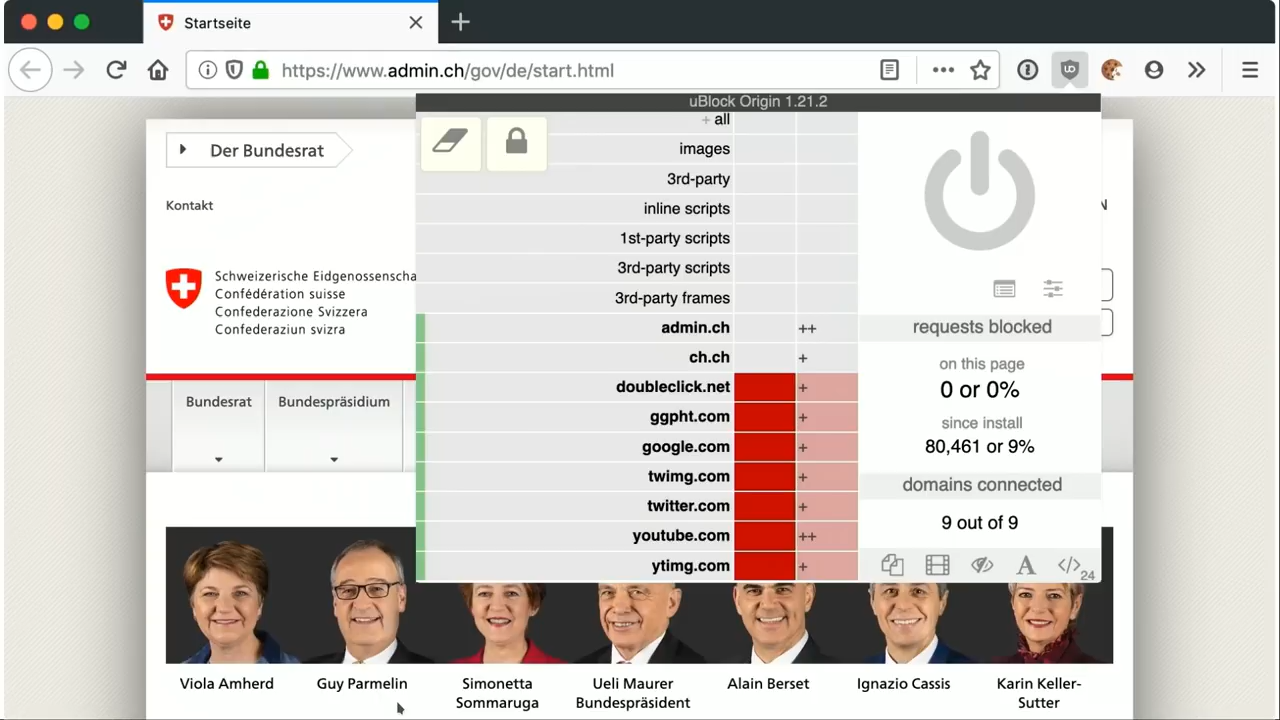 Startseite
https://www.admin.ch/gov/de/start.html
uBlock Origin 1.21.2
Der Bundesrat
Kontakt
N
Schweizerische Eidgenossenscha
Confédération suisse
Confederazione Svizzera
Confederaziun svizra
Bundesrat
Bundespräsidium
+ all
images
3rd-party
inline scripts
1st-party scripts
3rd-party scripts
3rd-party frames
admin.ch ++
ch.ch +
doubleclick.net +
ggpht.com +
google.com +
twimg.com +
twitter.com +
youtube.com ++
ytimg.com +
requests blocked
on this page
0 or 0%
since install
80,461 or 9%
domains connected
9 out of 9
A </> 24
Viola Amherd
Guy Parmelin
Simonetta
Sommaruga
Ueli Maurer
Bundespräsident
Alain Berset
Ignazio Cassis
Karin Keller-
Sutter